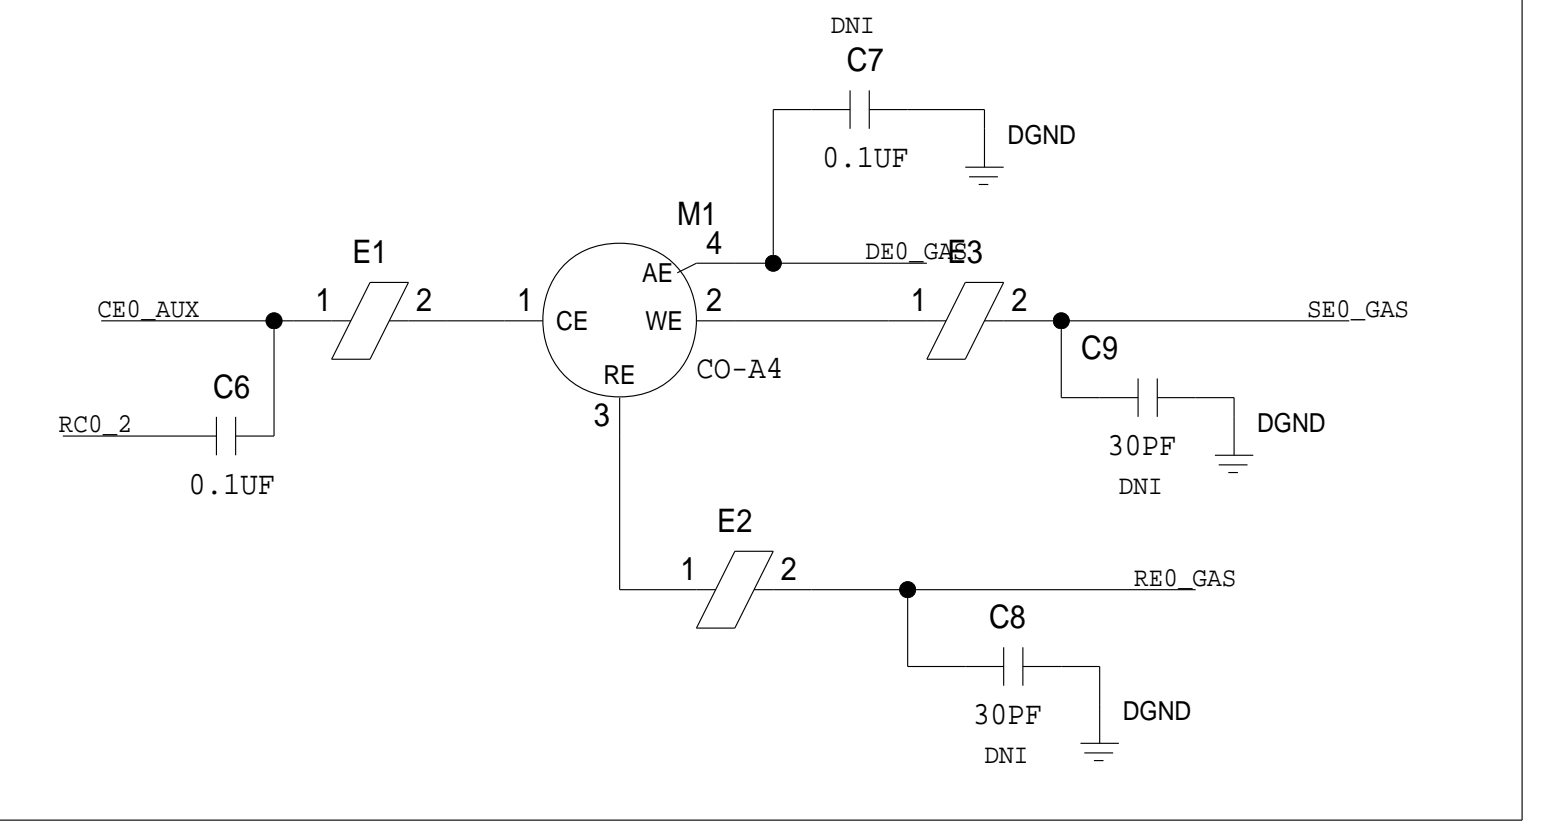 DNI
C7
DGND
0.1UF
M1
4
E1
AE
DE0_GAS
E3
CE0_AUX
1
2
1
CE
WE
2
1
2
SE0_GAS
C9
RE
CO-A4
C6
3
RC0_2
DGND
30PF
0.1UF
DNI
E2
1
2
RE0_GAS
C8
30PF
DGND
DNI